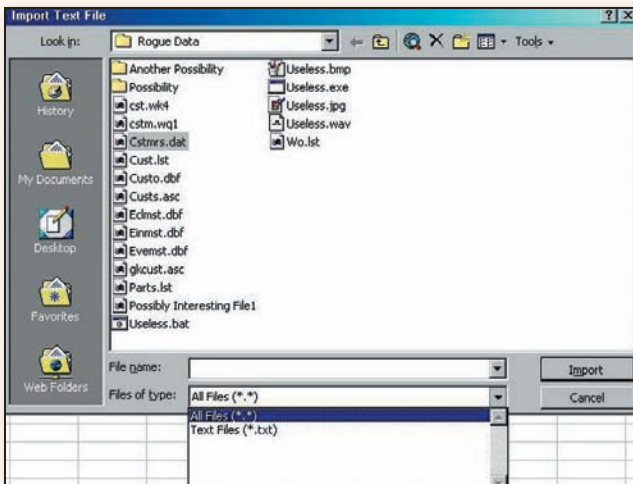 Import Text File
Look in:
Rogue Data
Tools
History
My Documents
Desktop
Favorites
Web Folders
Another Possibility
Possibility
cst.wk4
cstm.wq1
Cstmrs.dat
Cust.lst
Custo.dbf
Custs.asc
Eclmst.dbf
Einmst.dbf
Evemst.dbf
gkcust.asc
Parts.lst
Possibly Interesting File1
Useless.bat
Useless.bmp
Useless.exe
Useless.jpg
Useless.wav
Wo.lst
File name:
Import
Files of type:
All Files (*.*)
Cancel
All Files (*.*)
Text Files (*.txt)